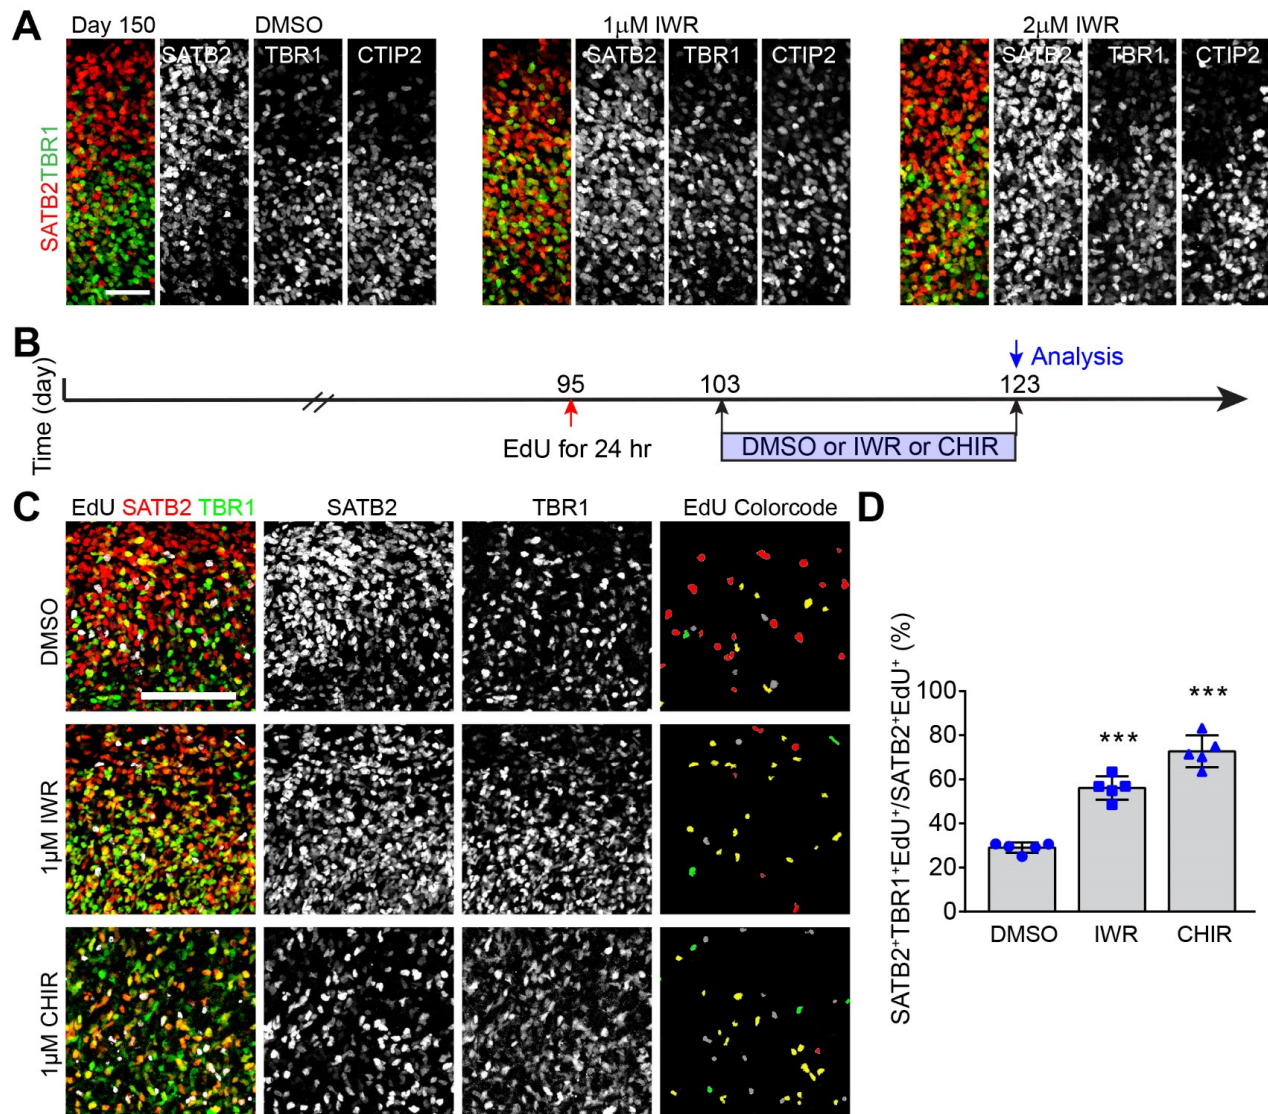 A
Day 150
DMSO
1µM IWR
2µM IWR
SATB2 TBR1 CTIP2
SATB2 TBR1 CTIP2
SATB2 TBR1 CTIP2
SATB2TBR1
B
Time (day)
95
103
123
Analysis
EdU for 24 hr
DMSO or IWR or CHIR
C
EdU SATB2 TBR1
SATB2
TBR1
EdU Colorcode
DMSO
1µM IWR
1µM CHIR
D
SATB2⁺TBR1⁺EdU⁺/SATB2⁺EdU⁺ (%)
100
80
60
40
20
0
***
***
DMSO
IWR
CHIR